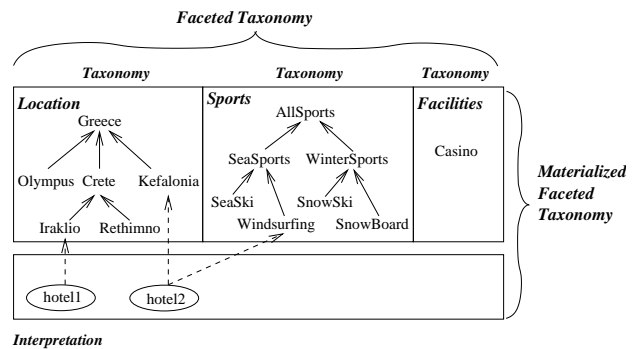 Faceted Taxonomy
Taxonomy Taxonomy Taxonomy
Location Sports Facilities
Greece AllSports
Casino
SeaSports WinterSports
Olympus Crete Kefalonia
SeaSki SnowSki
Iraklio Rethimno Windsurfing SnowBoard
Materialized
Faceted
Taxonomy
hotel1 hotel2
Interpretation